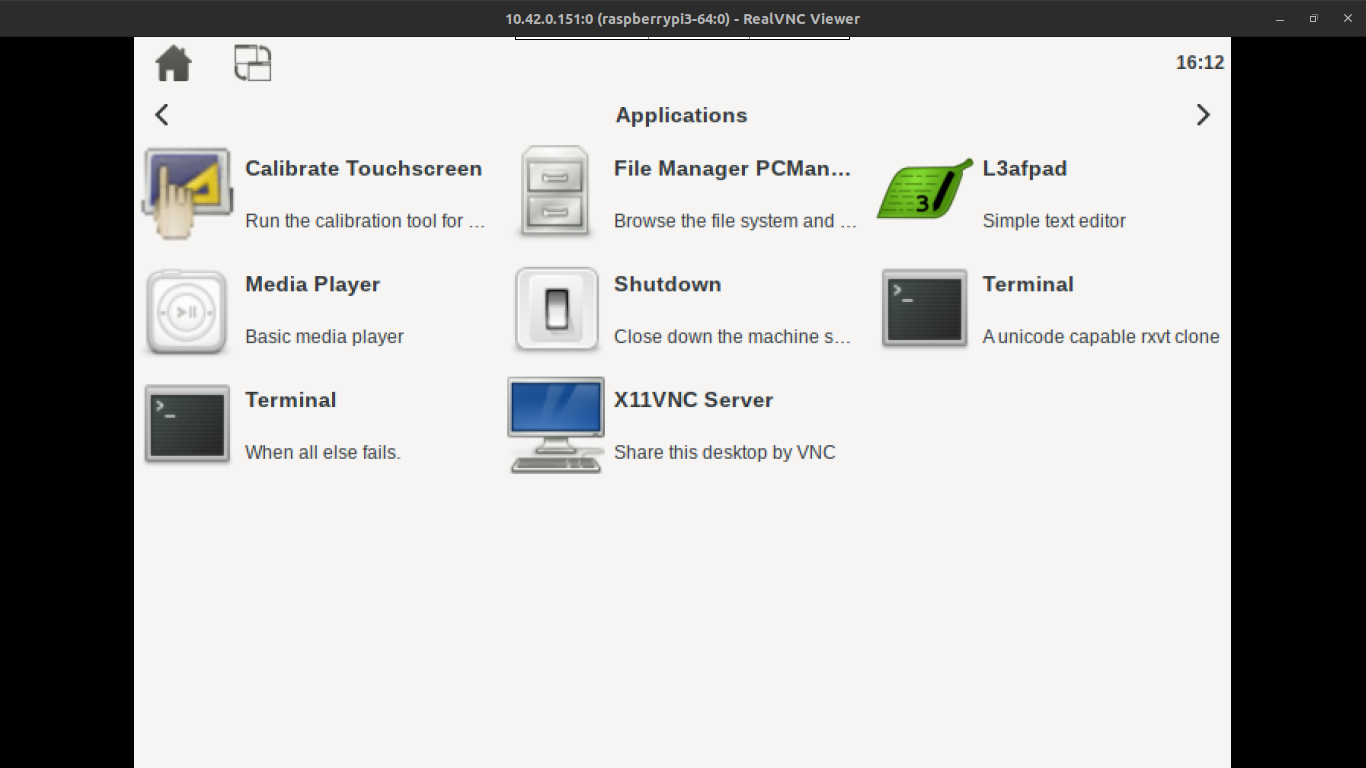 10.42.0.151:0 (raspberrypi3-64:0) - RealVNC Viewer
16:12
Applications
Calibrate Touchscreen
Run the calibration tool for …
File Manager PCMan…
Browse the file system and …
L3afpad
Simple text editor
Media Player
Basic media player
Shutdown
Close down the machine s…
Terminal
A unicode capable rxvt clone
Terminal
When all else fails.
X11VNC Server
Share this desktop by VNC